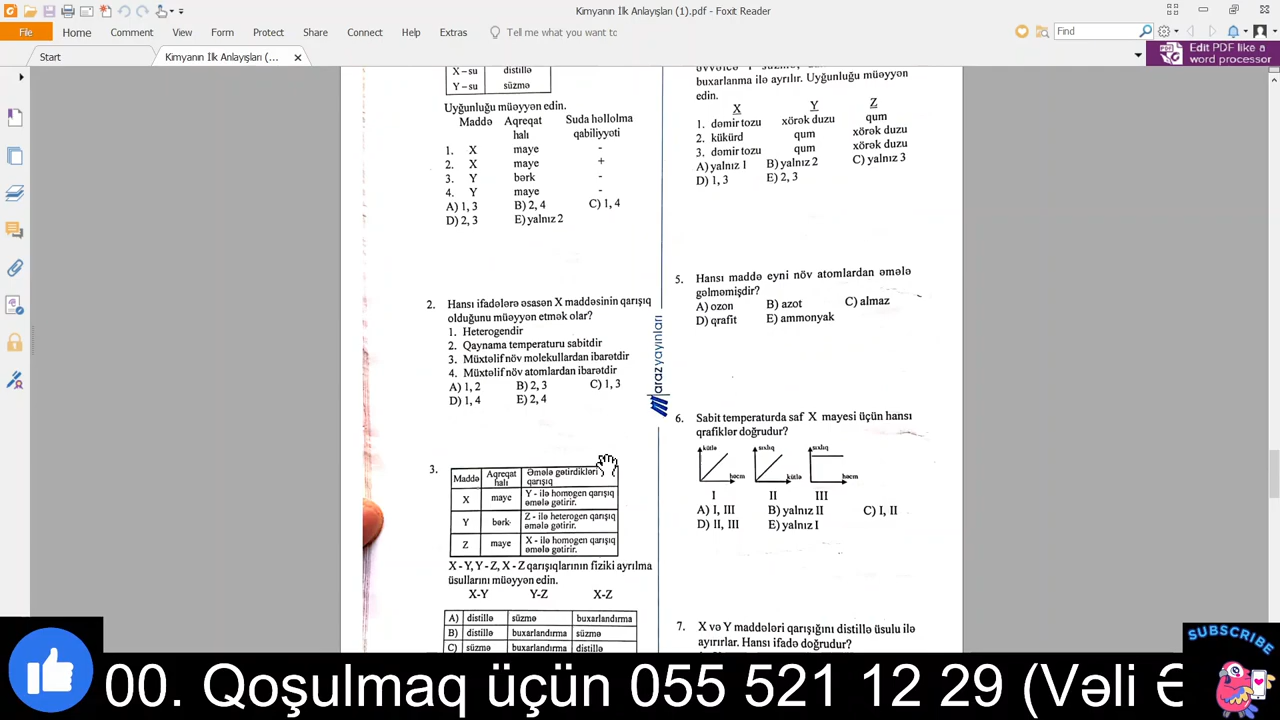 Kimyanın İlk Anlayışları (1).pdf - Foxit Reader
File Home Comment View Form Protect Share Connect Help Extras Tell me what you want to Find
Start Kimyanın İlk Anlayışları (... Edit PDF like a
word processor
X – su distillə
Y – su süzmə
Uyğunluğu müəyyən edin.
Maddə Aqreqat halı Suda həllolma qabiliyyəti
1. X maye -
2. X maye +
3. Y bərk -
4. Y maye -
A) 1, 3 B) 2, 4 C) 1, 4
D) 2, 3 E) yalnız 2
2. Hansı ifadələrə əsasən X maddəsinin qarışıq
olduğunu müəyyən etmək olar?
1. Heterogendir
2. Qaynama temperaturu sabitdir
3. Müxtəlif növ molekullardan ibarətdir
4. Müxtəlif növ atomlardan ibarətdir
A) 1, 2 B) 2, 3 C) 1, 3
D) 1, 4 E) 2, 4
3.
Maddə Aqreqat halı Əmələ gətirdikləri qarışıq
X maye Y - ilə homogen qarışıq əmələ gətirir.
Y bərk Z - ilə heterogen qarışıq əmələ gətirir.
Z maye X - ilə homogen qarışıq əmələ gətirir.
X - Y, Y - Z, X - Z qarışıqlarının fiziki ayrılma
üsullarını müəyyən edin.
X-Y Y-Z X-Z
A) distillə süzmə buxarlandırma
B) distillə buxarlandırma süzmə
C) süzmə buxarlandırma distillə
buxarlanma ilə ayrılır. Uyğunluğu müəyyən
edin.
X Y Z
1. dəmir tozu xörək duzu qum
2. kükürd qum xörək duzu
3. dəmir tozu qum xörək duzu
A) yalnız 1 B) yalnız 2 C) yalnız 3
D) 1, 3 E) 2, 3
5. Hansı maddə eyni növ atomlardan əmələ
gəlməmişdir?
A) ozon B) azot C) almaz
D) qrafit E) ammonyak
araz yayınları
6. Sabit temperaturda saf X mayesi üçün hansı
qrafiklər doğrudur?
kütlə sıxlıq sıxlıq
həcm kütlə həcm
I II III
A) I, III B) yalnız II C) I, II
D) II, III E) yalnız I
7. X və Y maddələri qarışığını distillə üsulu ilə
ayırırlar. Hansı ifadə doğrudur?
SUBSCRIBE
00. Qoşulmaq üçün 055 521 12 29 (Vəli Ə